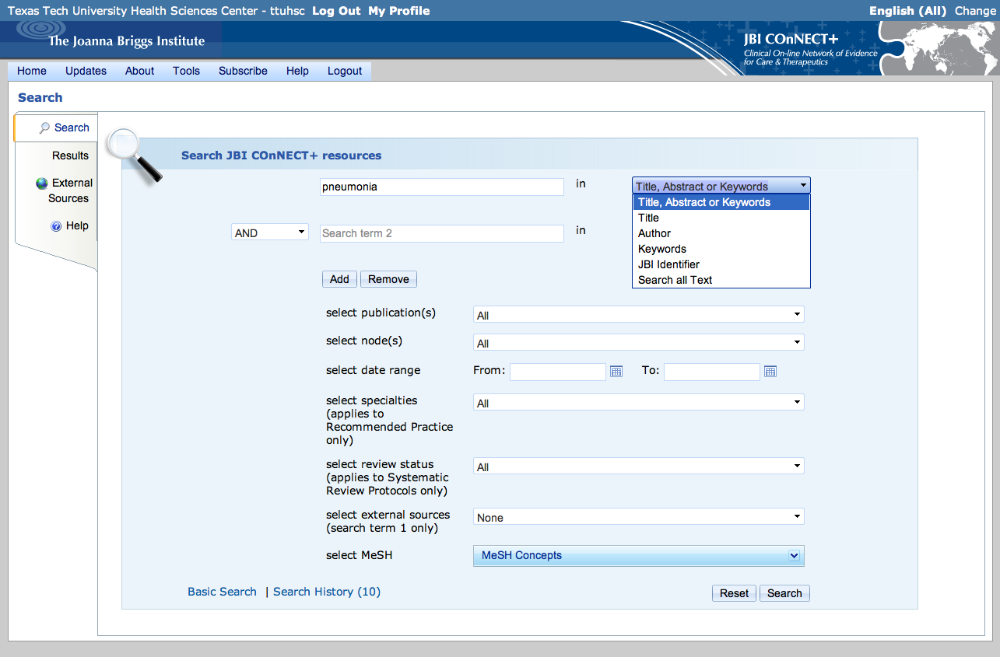 Texas Tech University Health Sciences Center - ttuhsc Log Out My Profile English (All) Change
The Joanna Briggs Institute
JBI COnNECT+
Clinical On-line Network of Evidence
for Care & Therapeutics
Home Updates About Tools Subscribe Help Logout
Search
Search
Results
External
Sources
Help
Search JBI COnNECT+ resources
pneumonia in Title, Abstract or Keywords
Title, Abstract or Keywords
Title
Author
Keywords
JBI Identifier
Search all Text
AND Search term 2 in
Add Remove
select publication(s) All
select node(s) All
select date range From: To:
select specialties All
(applies to
Recommended Practice
only)
select review status All
(applies to Systematic
Review Protocols only)
select external sources None
(search term 1 only)
select MeSH MeSH Concepts
Basic Search | Search History (10) Reset Search